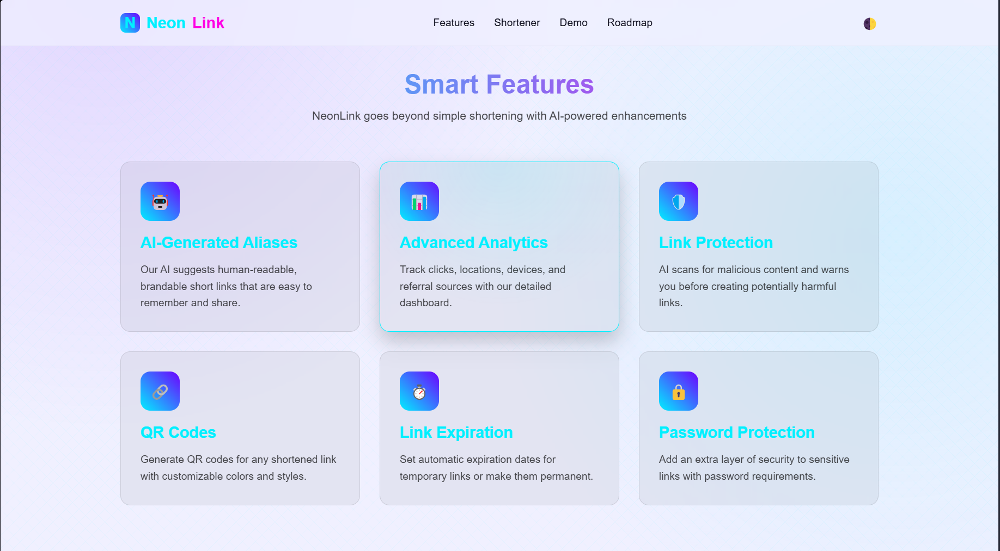 N Neon Link
Features Shortener Demo Roadmap
Smart Features
NeonLink goes beyond simple shortening with AI-powered enhancements
AI-Generated Aliases
Our AI suggests human-readable,
brandable short links that are easy to
remember and share.
Advanced Analytics
Track clicks, locations, devices, and
referral sources with our detailed
dashboard.
Link Protection
AI scans for malicious content and warns
you before creating potentially harmful
links.
QR Codes
Generate QR codes for any shortened link
with customizable colors and styles.
Link Expiration
Set automatic expiration dates for
temporary links or make them permanent.
Password Protection
Add an extra layer of security to sensitive
links with password requirements.